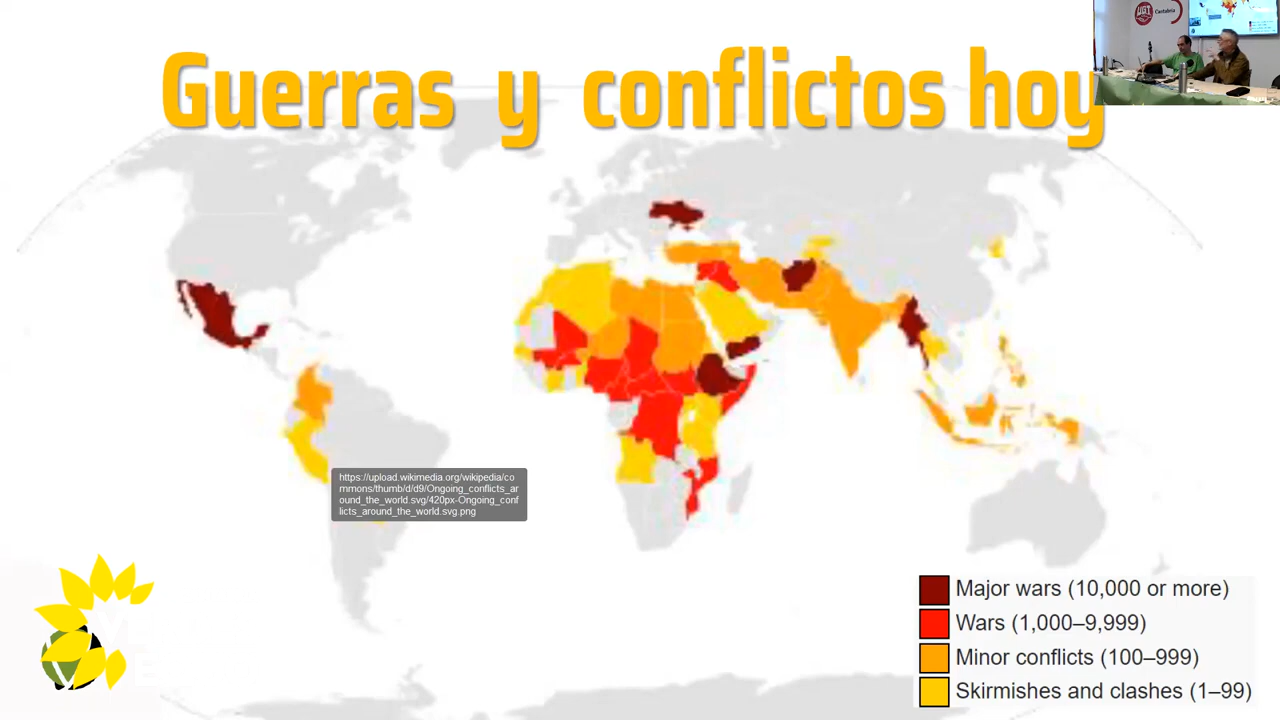 Guerras y conflictos hoy
UGT
Cantabria
https://upload.wikimedia.org/wikipedia/co
mmons/thumb/d/d9/Ongoing_conflicts_ar
ound_the_world.svg/420px-Ongoing_conf
licts_around_the_world.svg.png
Major wars (10,000 or more)
Wars (1,000–9,999)
Minor conflicts (100–999)
Skirmishes and clashes (1–99)